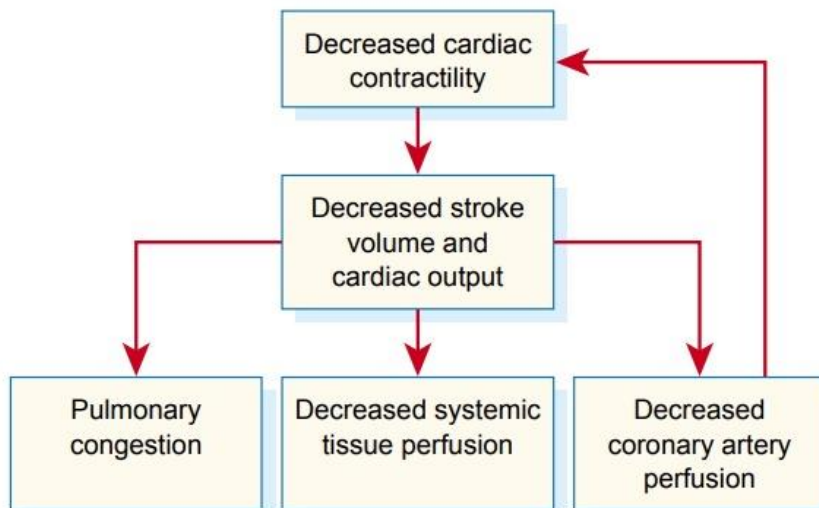 Decreased cardiac
contractility
Decreased stroke
volume and
cardiac output
Pulmonary
congestion
Decreased systemic
tissue perfusion
Decreased
coronary artery
perfusion